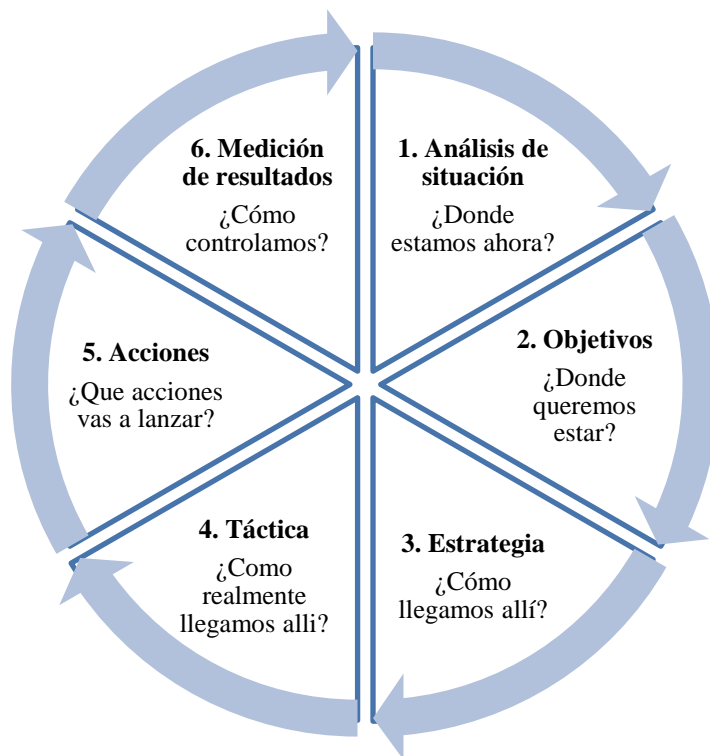 1. Análisis de
situación
¿Donde
estamos ahora?
2. Objetivos
¿Donde
queremos
estar?
3. Estrategia
¿Cómo
llegamos allí?
4. Táctica
¿Como
realmente
llegamos alli?
5. Acciones
¿Que acciones
vas a lanzar?
6. Medición
de resultados
¿Cómo
controlamos?